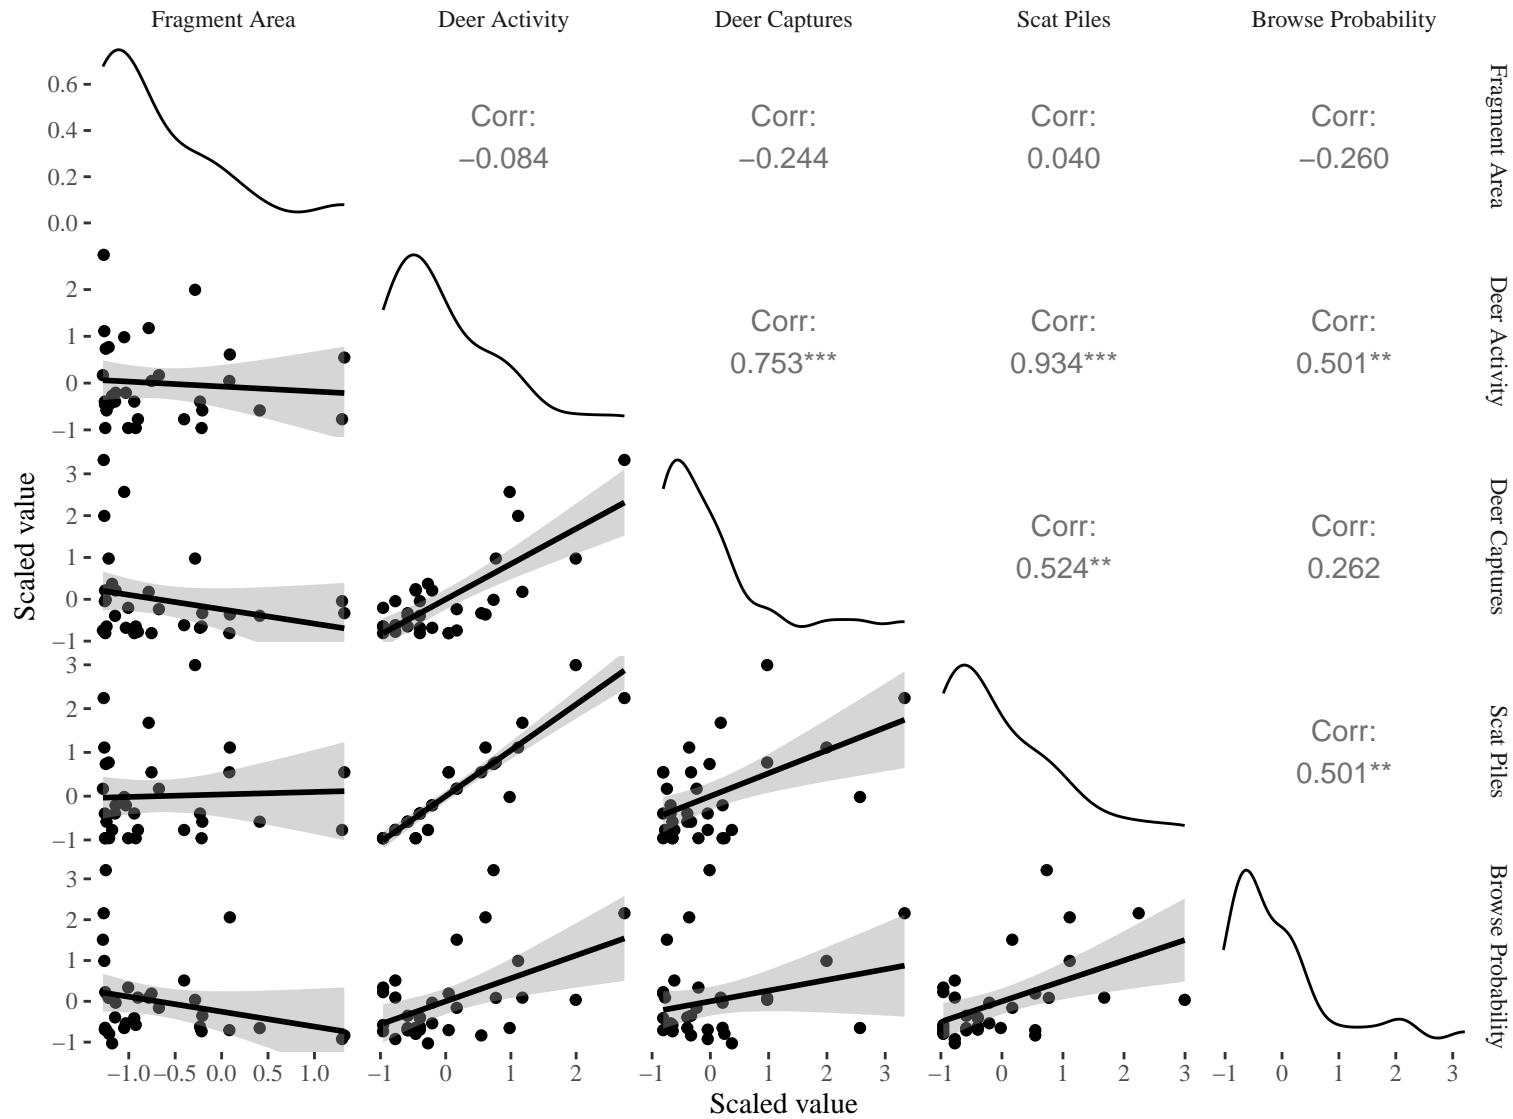 Fragment Area Deer Activity Deer Captures Scat Piles Browse Probability
Fragment Area
0.6
0.4
0.2
0.0
Corr:
−0.084
Corr:
−0.244
Corr:
0.040
Corr:
−0.260
Deer Activity
2
1
0
−1
Corr:
0.753***
Corr:
0.934***
Corr:
0.501**
Deer Captures
Scaled value
3
2
1
0
−1
Corr:
0.524**
Corr:
0.262
Scat Piles
3
2
1
0
−1
Corr:
0.501**
Browse Probability
3
2
1
0
−1
−1.0 −0.5 0.0 0.5 1.0 −1 0 1 2 −1 0 1 2 3 −1 0 1 2 3 −1 0 1 2 3
Scaled value